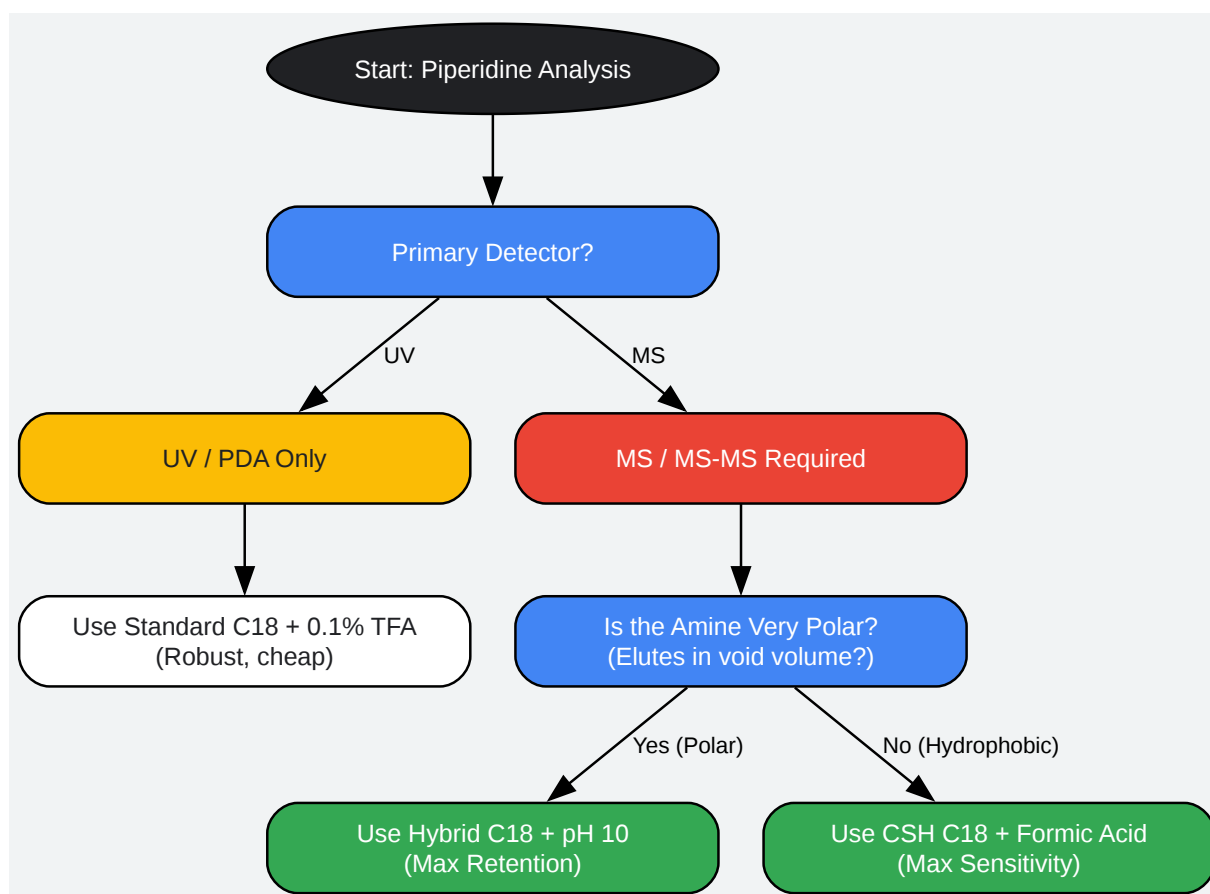 Start: Piperidine Analysis
Primary Detector?
UV
MS
UV / PDA Only
MS / MS-MS Required
Use Standard C18 + 0.1% TFA
(Robust, cheap)
Is the Amine Very Polar?
(Elutes in void volume?)
Yes (Polar)
No (Hydrophobic)
Use Hybrid C18 + pH 10
(Max Retention)
Use CSH C18 + Formic Acid
(Max Sensitivity)